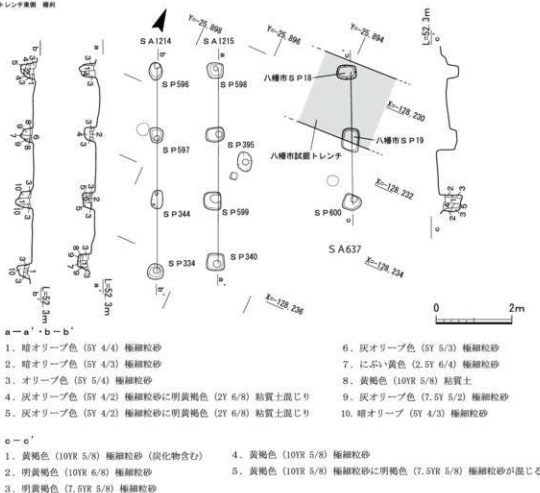 トレンチ東側 柵列
SA1214
SA1215
Y=-25,898
Y=-25,896
Y=-25,894
L=52.3m
SP596
SP598
八幡市SP18
X=-128,230
SP597
SP395
八幡市SP19
八幡市試掘トレンチ
X=-128,232
SP344
SP599
SP600
SA637
SP334
SP340
X=-128,234
X=-128,236
L=52.3m
L=52.3m
0 2m
a－a'・b－b'
1．暗オリーブ色（5Y 4/4）極細粒砂
2．暗オリーブ色（5Y 4/3）極細粒砂
3．オリーブ色（5Y 5/4）極細粒砂
4．灰オリーブ色（5Y 4/2）極細粒砂に明黄褐色（2Y 6/8）粘質土混じり
5．灰オリーブ色（5Y 4/2）極細粒砂に明黄褐色（2Y 6/8）粘質土混じり
6．灰オリーブ色（5Y 5/3）極細粒砂
7．にぶい黄色（2.5Y 6/4）極細粒砂
8．黄褐色（10YR 5/8）粘質土
9．灰オリーブ色（7.5Y 5/2）極細粒砂
10．暗オリーブ（5Y 4/3）極細粒砂
c－c'
1．黄褐色（10YR 5/8）極細粒砂（炭化物含む）
2．明黄褐色（10YR 6/8）極細粒砂
3．明黄褐色（7.5YR 5/8）極細粒砂
4．黄褐色（10YR 5/8）極細粒砂
5．黄褐色（10YR 5/8）極細粒砂に明褐色（7.5YR 5/8）極細粒砂が混じる